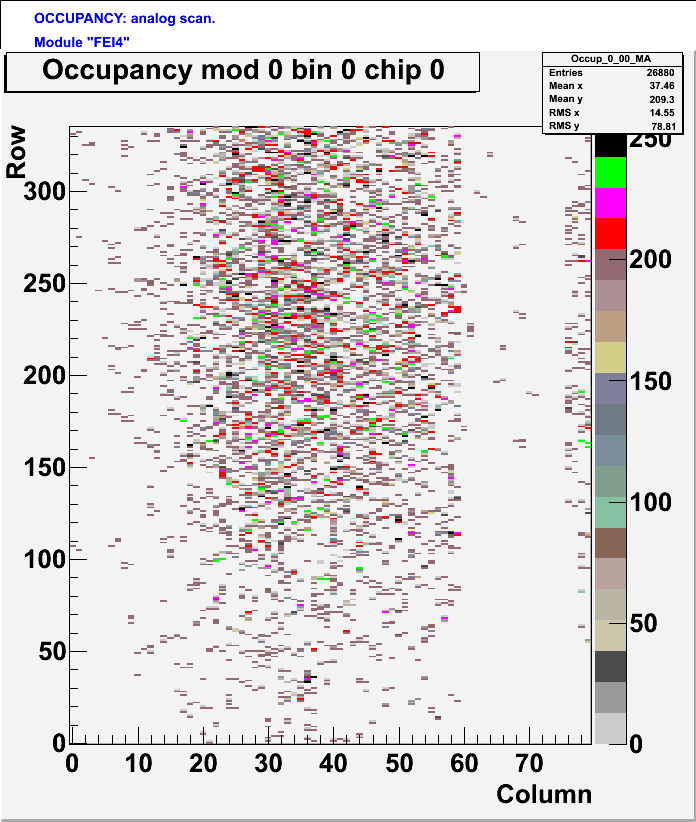 OCCUPANCY: analog scan.
Module "FEI4"
Occupancy mod 0 bin 0 chip 0
Occup_0_00_MA
Entries 26880
Mean x 37.46
Mean y 209.3
RMS x 14.55
RMS y 78.81
Row
300
250
200
150
100
50
0
0 10 20 30 40 50 60 70
Column
250
200
150
100
50
0